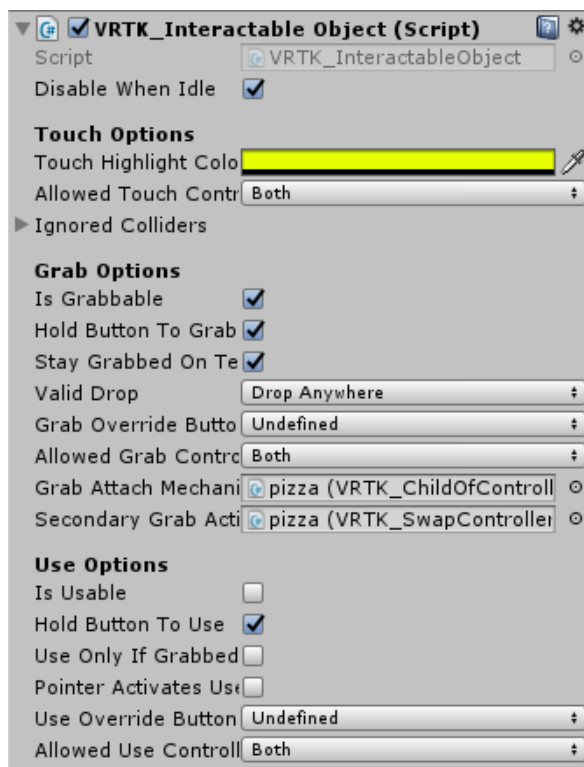 VRTK_Interactable Object (Script)
Script VRTK_InteractableObject
Disable When Idle
Touch Options
Touch Highlight Colo
Allowed Touch Contr Both
Ignored Colliders
Grab Options
Is Grabbable
Hold Button To Grab
Stay Grabbed On Te
Valid Drop Drop Anywhere
Grab Override Butto Undefined
Allowed Grab Contro Both
Grab Attach Mechani pizza (VRTK_ChildOfControll
Secondary Grab Acti pizza (VRTK_SwapController
Use Options
Is Usable
Hold Button To Use
Use Only If Grabbed
Pointer Activates Use
Use Override Button Undefined
Allowed Use Controll Both